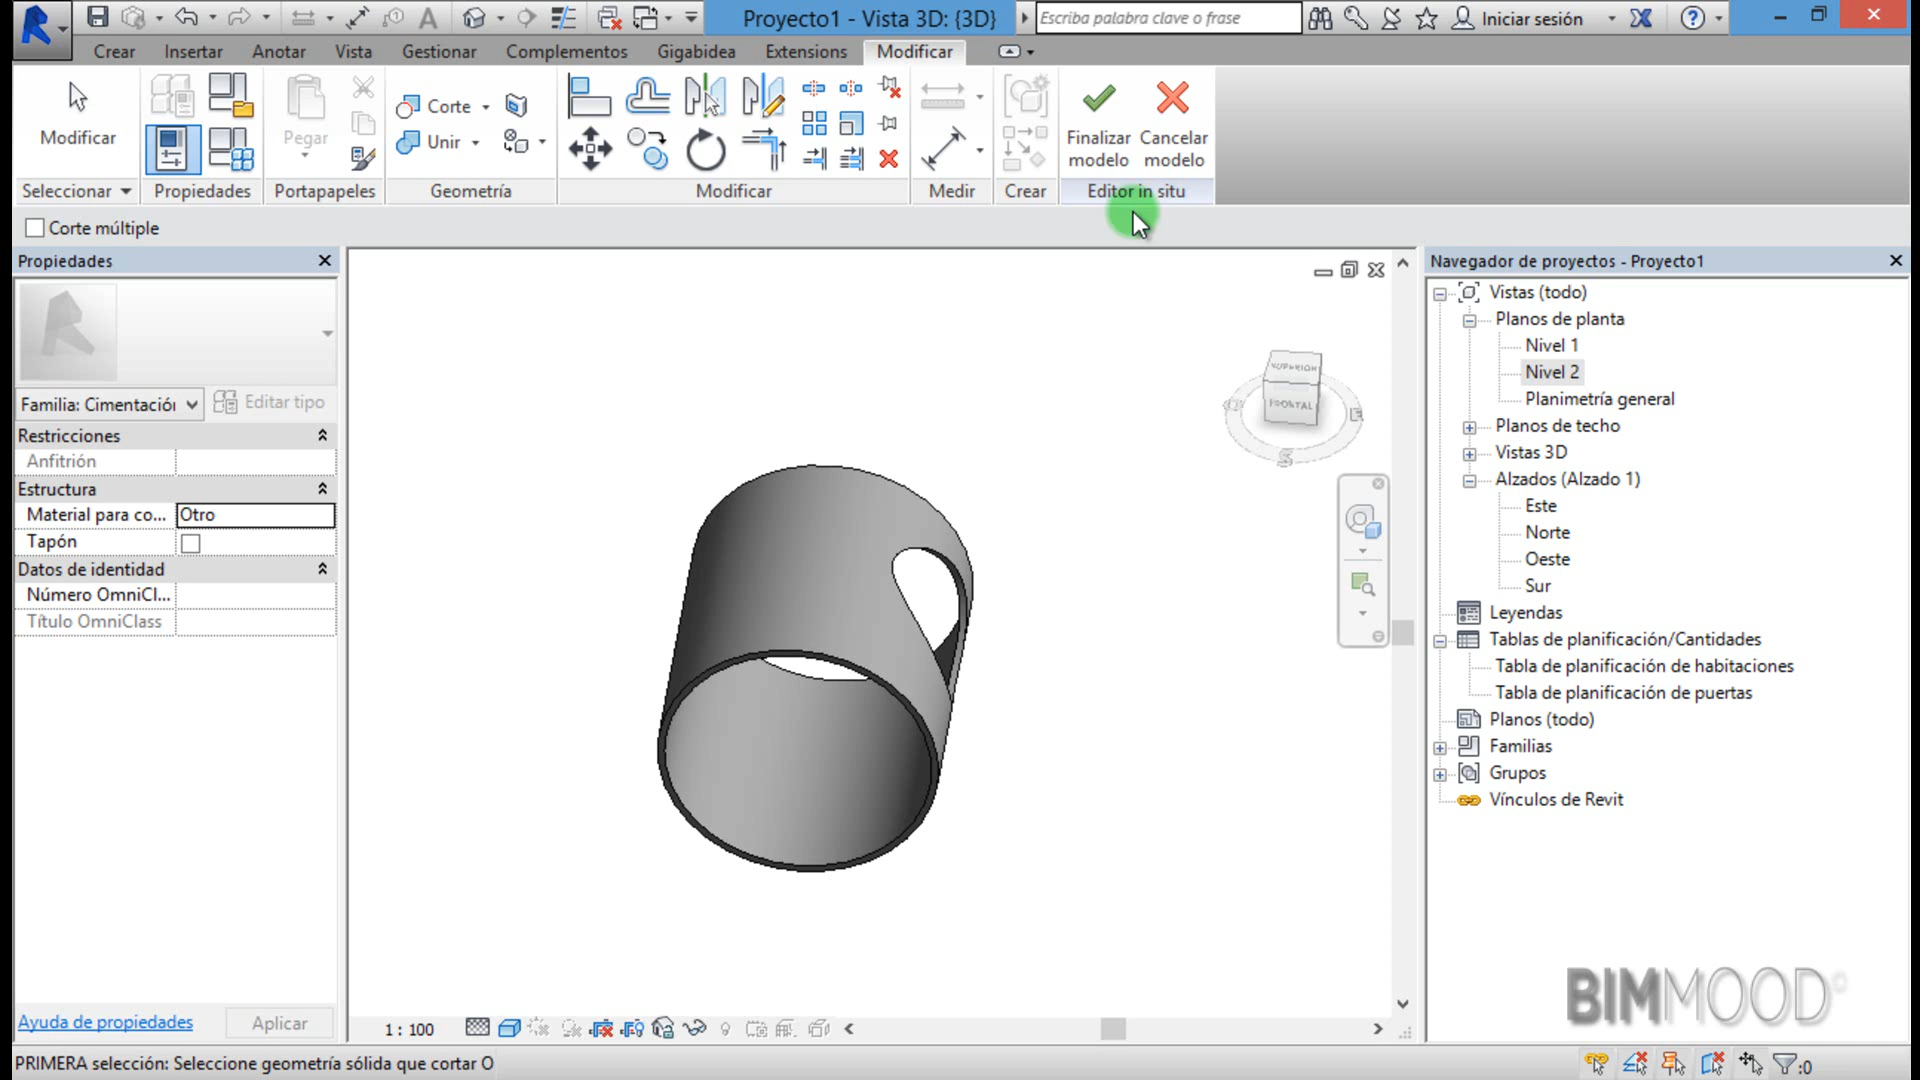 Proyecto1 - Vista 3D: {3D}
Escriba palabra clave o frase
Iniciar sesión
Crear
Insertar
Anotar
Vista
Gestionar
Complementos
Gigabidea
Extensions
Modificar
Modificar
Pegar
Corte
Unir
Finalizar modelo
Cancelar modelo
Seleccionar
Propiedades
Portapapeles
Geometría
Modificar
Medir
Crear
Editor in situ
Corte múltiple
Propiedades
Familia: Cimentació
Editar tipo
Restricciones
Anfitrión
Estructura
Material para co...
Otro
Tapón
Datos de identidad
Número OmniCl...
Título OmniClass
Ayuda de propiedades
Aplicar
SUPERIOR
FRONTAL
S
E
1 : 100
Navegador de proyectos - Proyecto1
Vistas (todo)
Planos de planta
Nivel 1
Nivel 2
Planimetría general
Planos de techo
Vistas 3D
Alzados (Alzado 1)
Este
Norte
Oeste
Sur
Leyendas
Tablas de planificación/Cantidades
Tabla de planificación de habitaciones
Tabla de planificación de puertas
Planos (todo)
Familias
Grupos
Vínculos de Revit
BIMMOOD
PRIMERA selección: Seleccione geometría sólida que cortar O
:0